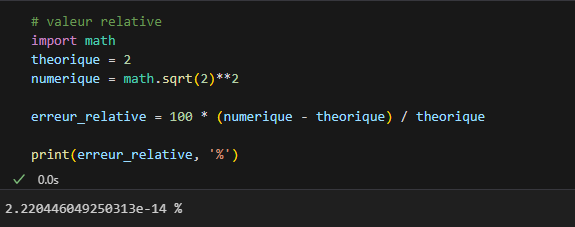 # valeur relative
import math
theorique = 2
numerique = math.sqrt(2)**2
erreur_relative = 100 * (numerique - theorique) / theorique
print(erreur_relative, '%')
0.0s
2.220446049250313e-14 %